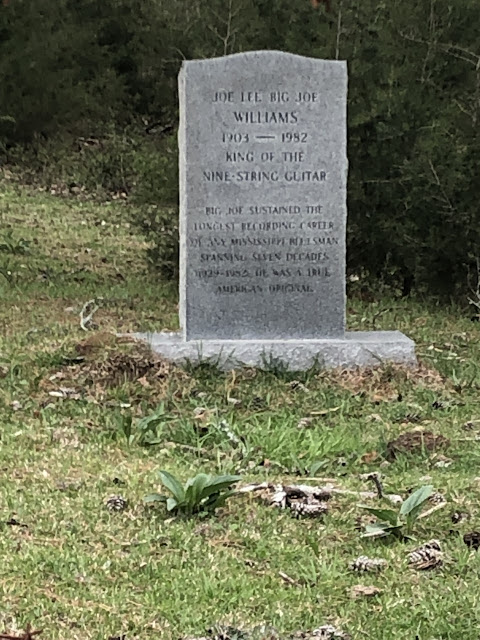 JOE LEE BIG JOE
WILLIAMS
1903 — 1982
KING OF THE
NINE-STRING GUITAR
BIG JOE SUSTAINED THE
LONGEST RECORDING CAREER
OF ANY MISSISSIPPI BLUESMAN
SPANNING SEVEN DECADES
(1929-1982). HE WAS A TRUE
AMERICAN ORIGINAL.